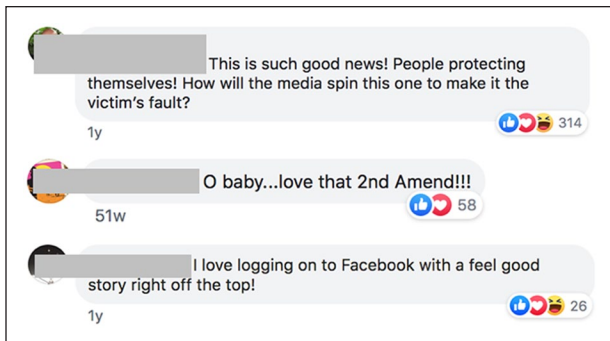 This is such good news! People protecting
themselves! How will the media spin this one to make it the
victim's fault?
314
1y
O baby...love that 2nd Amend!!!
58
51w
I love logging on to Facebook with a feel good
story right off the top!
26
1y